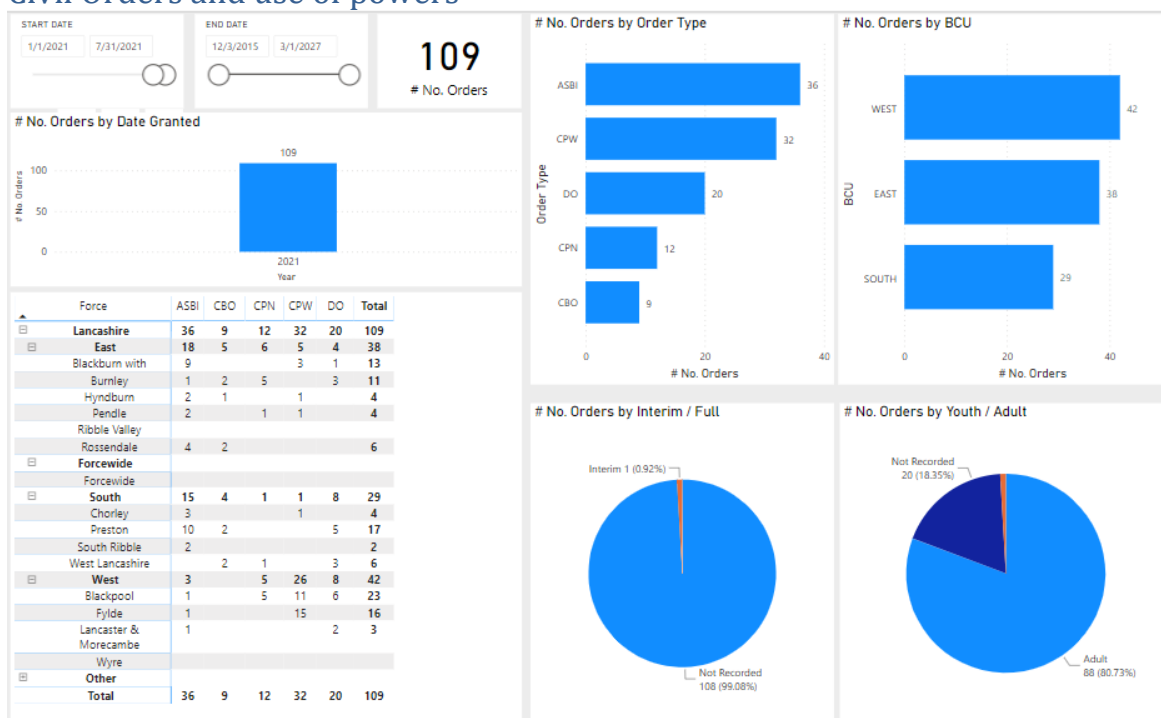 Civil Orders and use of powers
START DATE
1/1/2021 7/31/2021
END DATE
12/3/2015 3/1/2027
109
# No. Orders
# No. Orders by Date Granted
# No. Orders
100
50
0
109
2021
Year
Force ASBI CBO CPN CPW DO Total
Lancashire 36 9 12 32 20 109
East 18 5 6 5 4 38
Blackburn with 9 3 1 13
Burnley 1 2 5 3 11
Hyndburn 2 1 1 4
Pendle 2 1 1 4
Ribble Valley
Rossendale 4 2 6
Forcewide
Forcewide
South 15 4 1 1 8 29
Chorley 3 1 4
Preston 10 2 5 17
South Ribble 2 2
West Lancashire 2 1 3 6
West 3 5 26 8 42
Blackpool 1 5 11 6 23
Fylde 1 15 16
Lancaster & 1 2 3
Morecambe
Wyre
Other
Total 36 9 12 32 20 109
# No. Orders by Order Type
Order Type
ASBI 36
CPW 32
DO 20
CPN 12
CBO 9
0 20 40
# No. Orders
# No. Orders by BCU
BCU
WEST 42
EAST 38
SOUTH 29
0 20 40
# No. Orders
# No. Orders by Interim / Full
Interim 1 (0.92%)
Not Recorded
108 (99.08%)
# No. Orders by Youth / Adult
Not Recorded
20 (18.35%)
Adult
88 (80.73%)